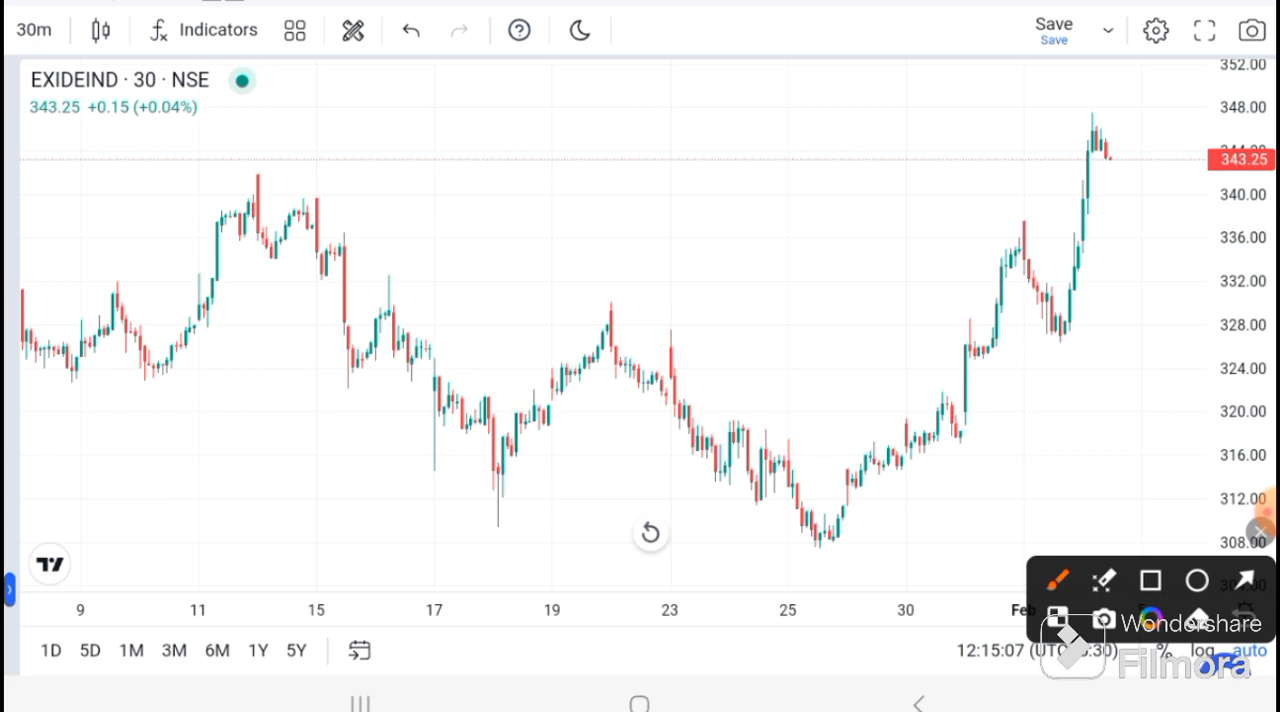 30m Indicators Save
Save
EXIDEIND · 30 · NSE
343.25 +0.15 (+0.04%)
352.00
348.00
343.25
340.00
336.00
332.00
328.00
324.00
320.00
316.00
312.00
308.00
9 11 15 17 19 23 25 30 Feb
1D 5D 1M 3M 6M 1Y 5Y
12:15:07 % log auto
Wondershare
Filmora